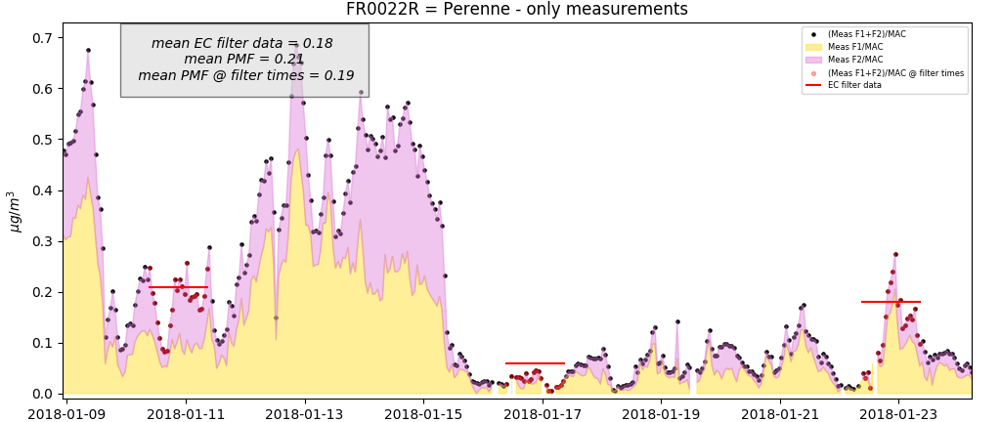 FR0022R = Perenne - only measurements
mean EC filter data = 0.18
mean PMF = 0.21
mean PMF @ filter times = 0.19
(Meas F1+F2)/MAC
Meas F1/MAC
Meas F2/MAC
(Meas F1+F2)/MAC @ filter times
EC filter data
μg/m³
0.7
0.6
0.5
0.4
0.3
0.2
0.1
0.0
2018-01-09
2018-01-11
2018-01-13
2018-01-15
2018-01-17
2018-01-19
2018-01-21
2018-01-23